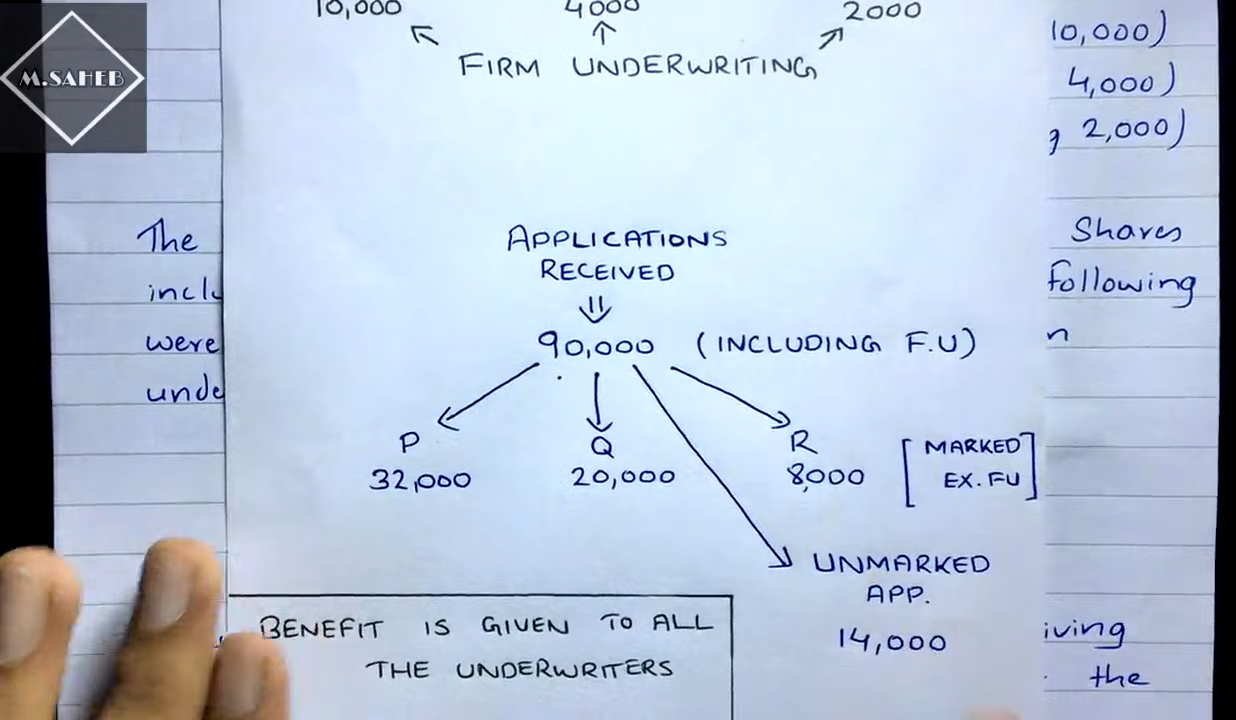 M.SAHEB
10,000 4000 2000
FIRM UNDERWRITING
10,000)
4,000)
2,000)
APPLICATIONS
RECEIVED
90,000 (INCLUDING F.U)
P Q R
32,000 20,000 8,000
[MARKED
EX. FU]
UNMARKED
APP.
14,000
BENEFIT IS GIVEN TO ALL
THE UNDERWRITERS
The
were
Shares
following
the